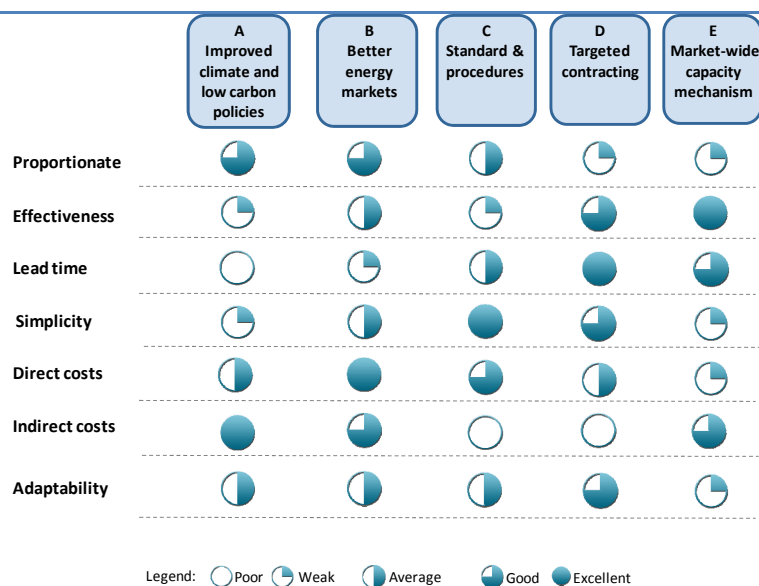 A
Improved
climate and
low carbon
policies
B
Better
energy
markets
C
Standard &
procedures
D
Targeted
contracting
E
Market-wide
capacity
mechanism
Proportionate
Effectiveness
Lead time
Simplicity
Direct costs
Indirect costs
Adaptability
Legend: Poor Weak Average Good Excellent